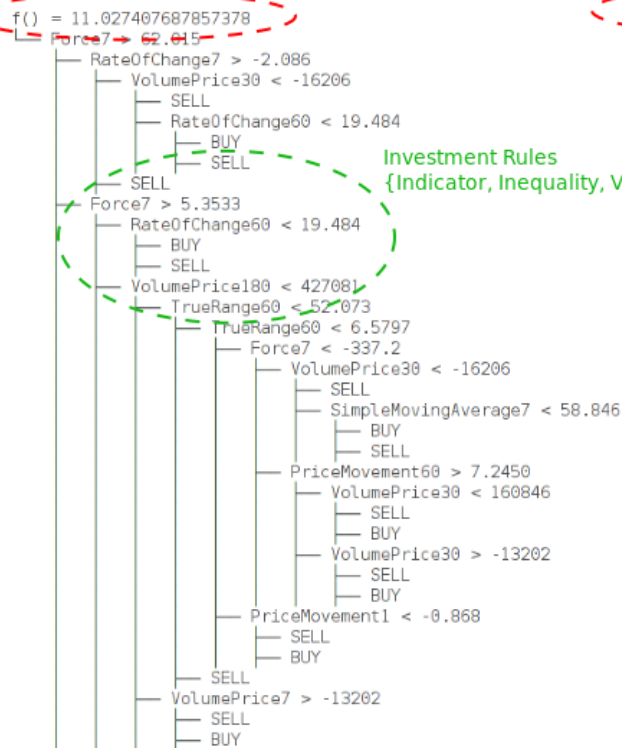 f() = 11.027407687857378
Force7 > 62.015
RateOfChange7 > -2.086
VolumePrice30 < -16206
SELL
RateOfChange60 < 19.484
BUY
SELL
Investment Rules
{Indicator, Inequality, V
SELL
Force7 > 5.3533
RateOfChange60 < 19.484
BUY
SELL
VolumePrice180 < 427081
TrueRange60 < 52.073
TrueRange60 < 6.5797
Force7 < -337.2
VolumePrice30 < -16206
SELL
SimpleMovingAverage7 < 58.846
BUY
SELL
PriceMovement60 > 7.2450
VolumePrice30 < 160846
SELL
BUY
VolumePrice30 > -13202
SELL
BUY
PriceMovement1 < -0.868
SELL
BUY
SELL
VolumePrice7 > -13202
SELL
BUY